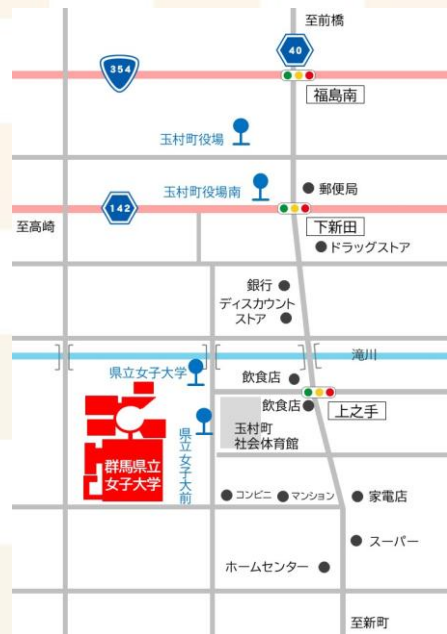 至前橋
40
354
福島南
玉村町役場
玉村町役場南
郵便局
142
至高崎
下新田
ドラッグストア
銀行
ディスカウント
ストア
滝川
県立女子大学
飲食店
飲食店
上之手
玉村町
社会体育館
県立女子大前
群馬県立
女子大学
コンビニ
マンション
家電店
スーパー
ホームセンター
至新町